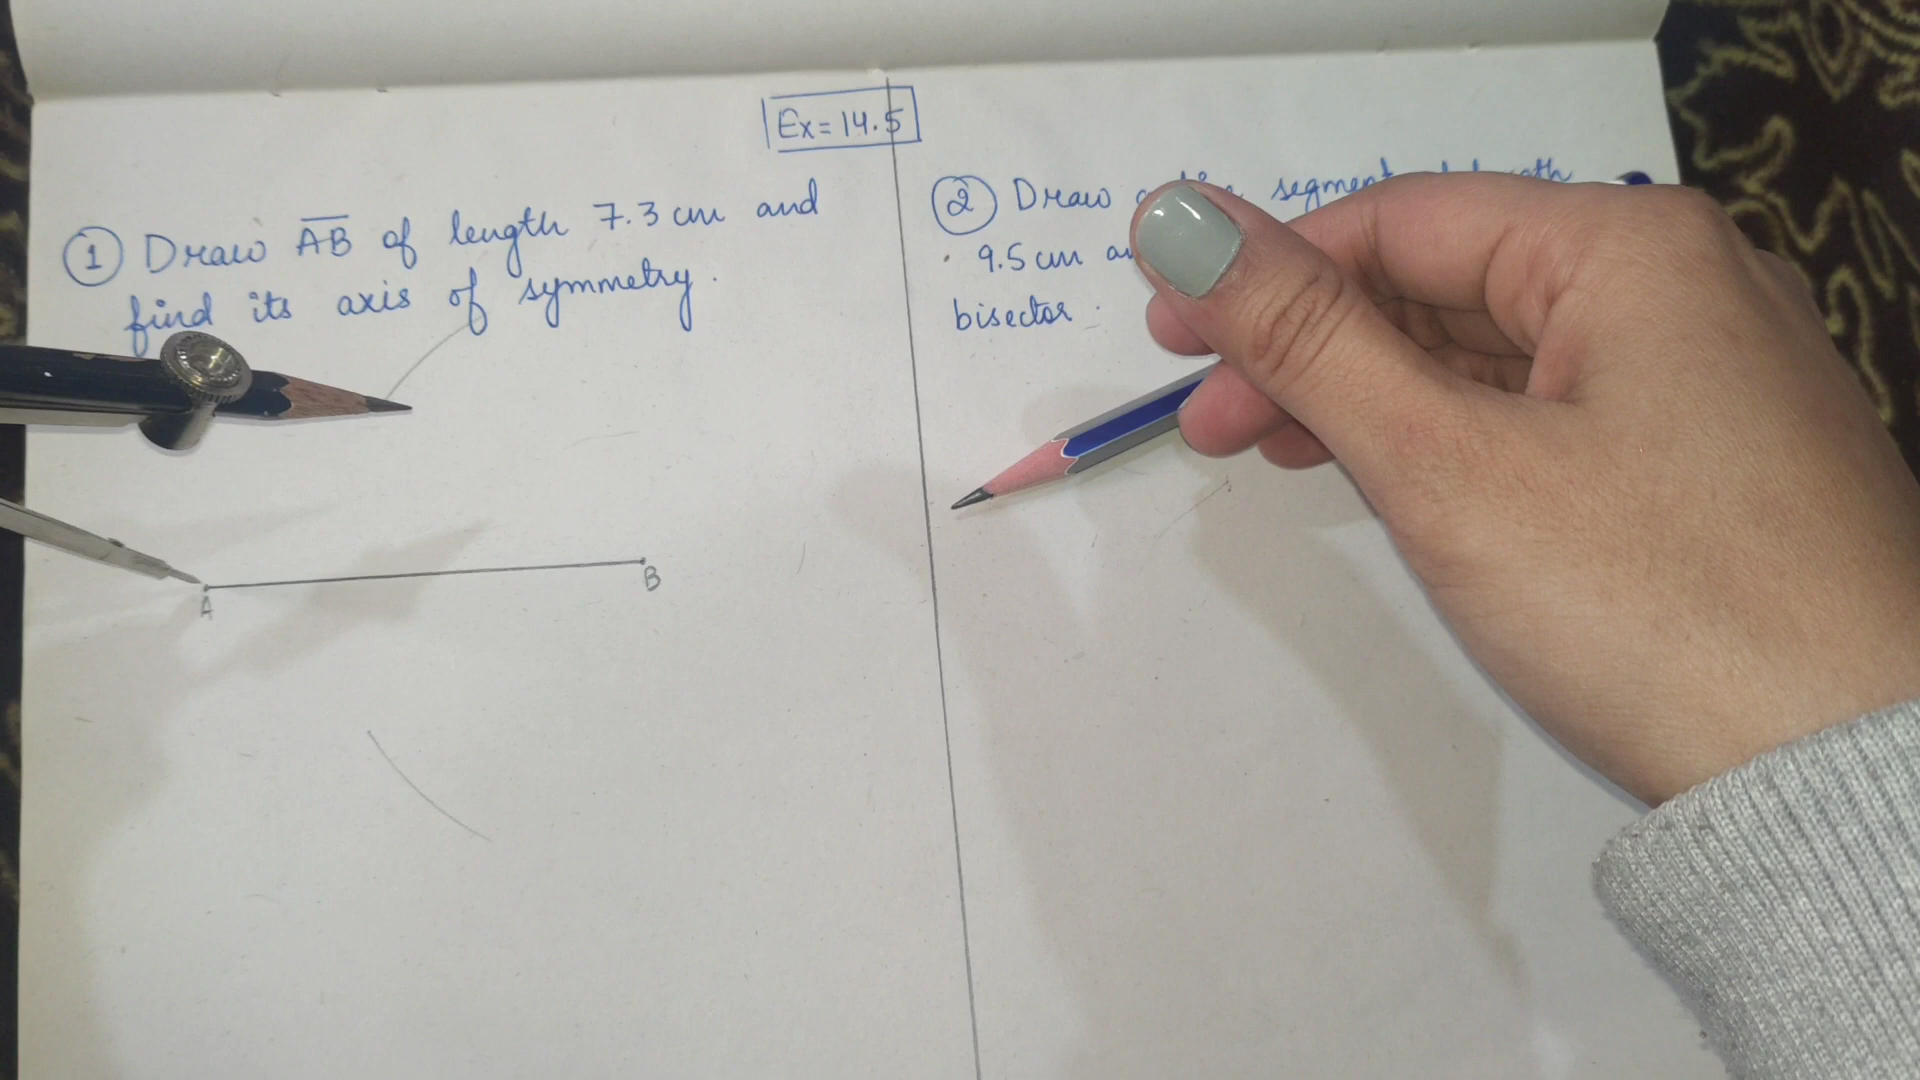 Ex = 14.5
① Draw AB of length 7.3 cm and
find its axis of symmetry.
A
B
② Draw segment
9.5 cm
bisector.